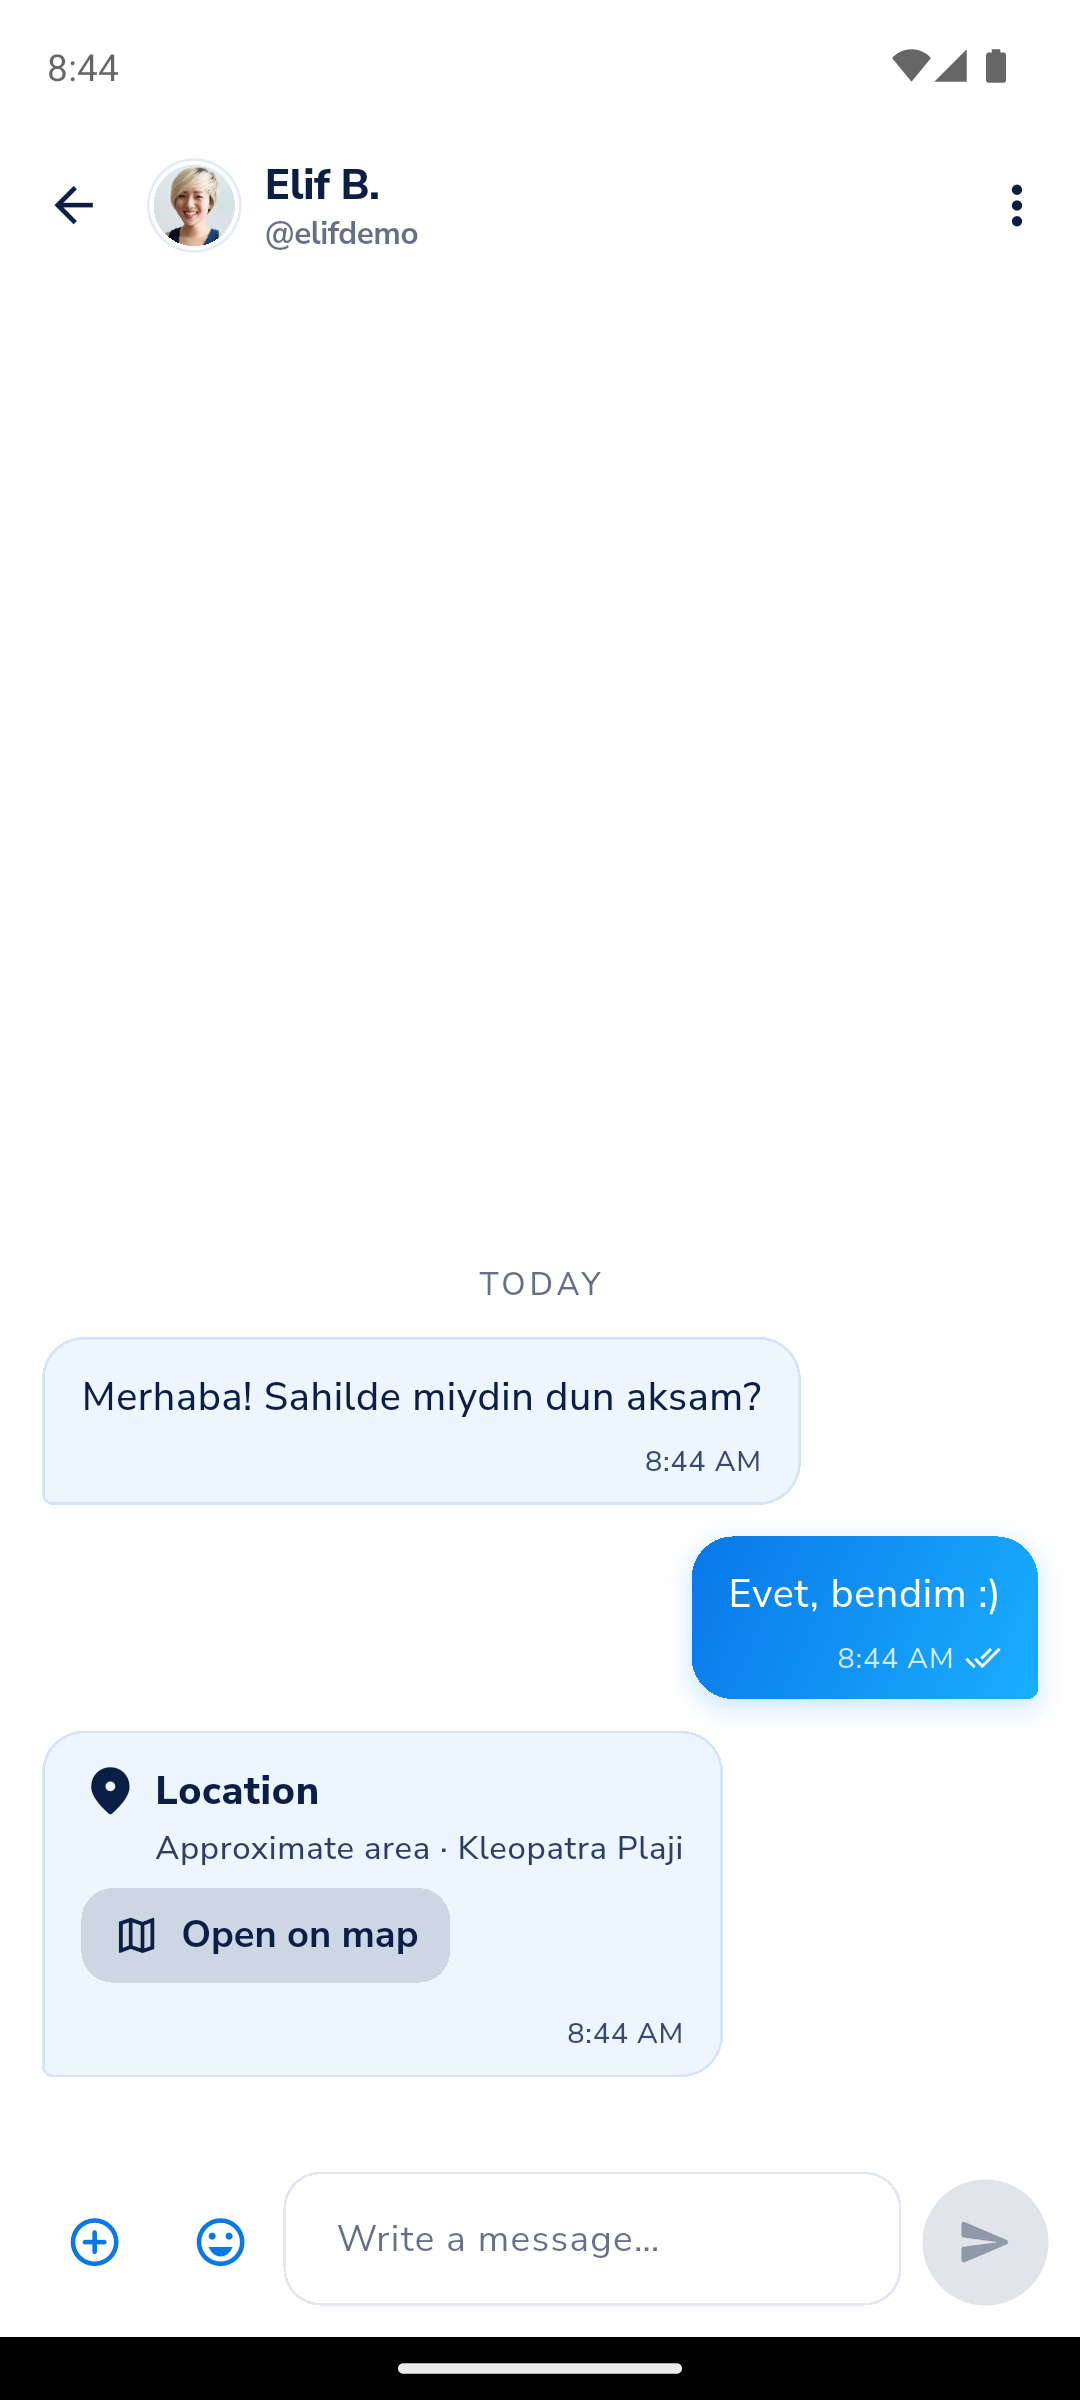 8:44
Elif B.
@elifdemo
TODAY
Merhaba! Sahilde miydin dun aksam?
8:44 AM
Evet, bendim :)
8:44 AM
Location
Approximate area · Kleopatra Plaji
Open on map
8:44 AM
Write a message...